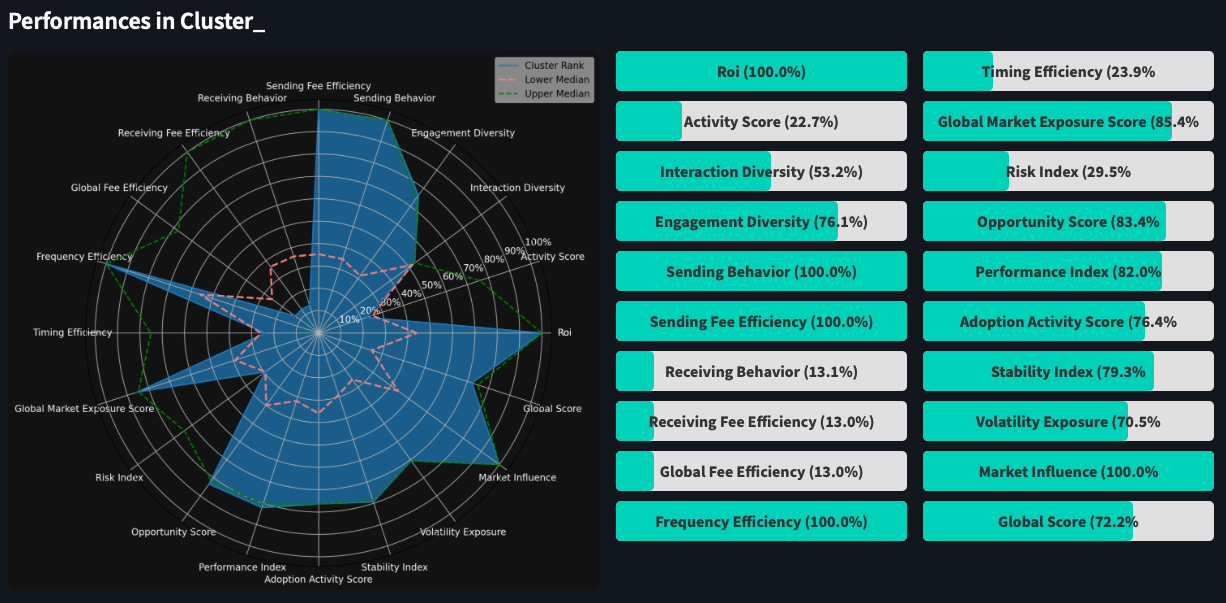 Performances in Cluster_
Cluster Rank
Lower Median
Upper Median
Sending Fee Efficiency
Receiving Behavior
Sending Behavior
Receiving Fee Efficiency
Engagement Diversity
Global Fee Efficiency
Interaction Diversity
Frequency Efficiency
Activity Score
100%
90%
80%
70%
60%
50%
40%
30%
20%
10%
Timing Efficiency
Roi
Global Market Exposure Score
Global Score
Risk Index
Market Influence
Opportunity Score
Volatility Exposure
Performance Index
Stability Index
Adoption Activity Score
Roi (100.0%)
Activity Score (22.7%)
Interaction Diversity (53.2%)
Engagement Diversity (76.1%)
Sending Behavior (100.0%)
Sending Fee Efficiency (100.0%)
Receiving Behavior (13.1%)
Receiving Fee Efficiency (13.0%)
Global Fee Efficiency (13.0%)
Frequency Efficiency (100.0%)
Timing Efficiency (23.9%
Global Market Exposure Score (85.4%
Risk Index (29.5%
Opportunity Score (83.4%
Performance Index (82.0%
Adoption Activity Score (76.4%
Stability Index (79.3%
Volatility Exposure (70.5%
Market Influence (100.0%
Global Score (72.2%